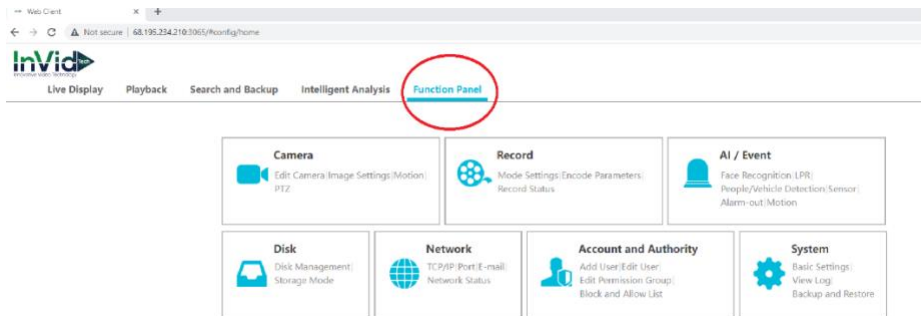 Web Client
Not secure | 68.195.234.210:3065/#config/home
InVid Tech
Innovative Video Technology
Live Display Playback Search and Backup Intelligent Analysis Function Panel
Camera
Edit Camera|Image Settings|Motion|
PTZ
Record
Mode Settings|Encode Parameters|
Record Status
AI / Event
Face Recognition|LPR|
People/Vehicle Detection|Sensor|
Alarm-out|Motion
Disk
Disk Management|
Storage Mode
Network
TCP/IP|Port|E-mail|
Network Status
Account and Authority
Add User|Edit User|
Edit Permission Group|
Block and Allow List
System
Basic Settings|
View Log|
Backup and Restore